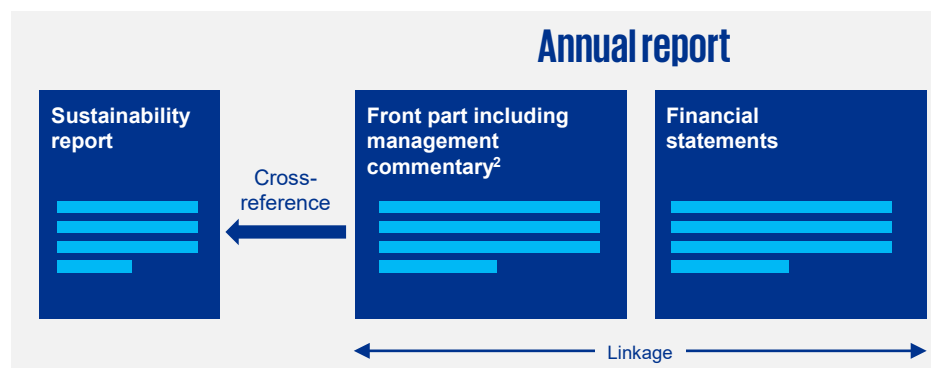 Annual report
Sustainability
report
Cross-
reference
Front part including
management
commentary²
Financial
statements
Linkage